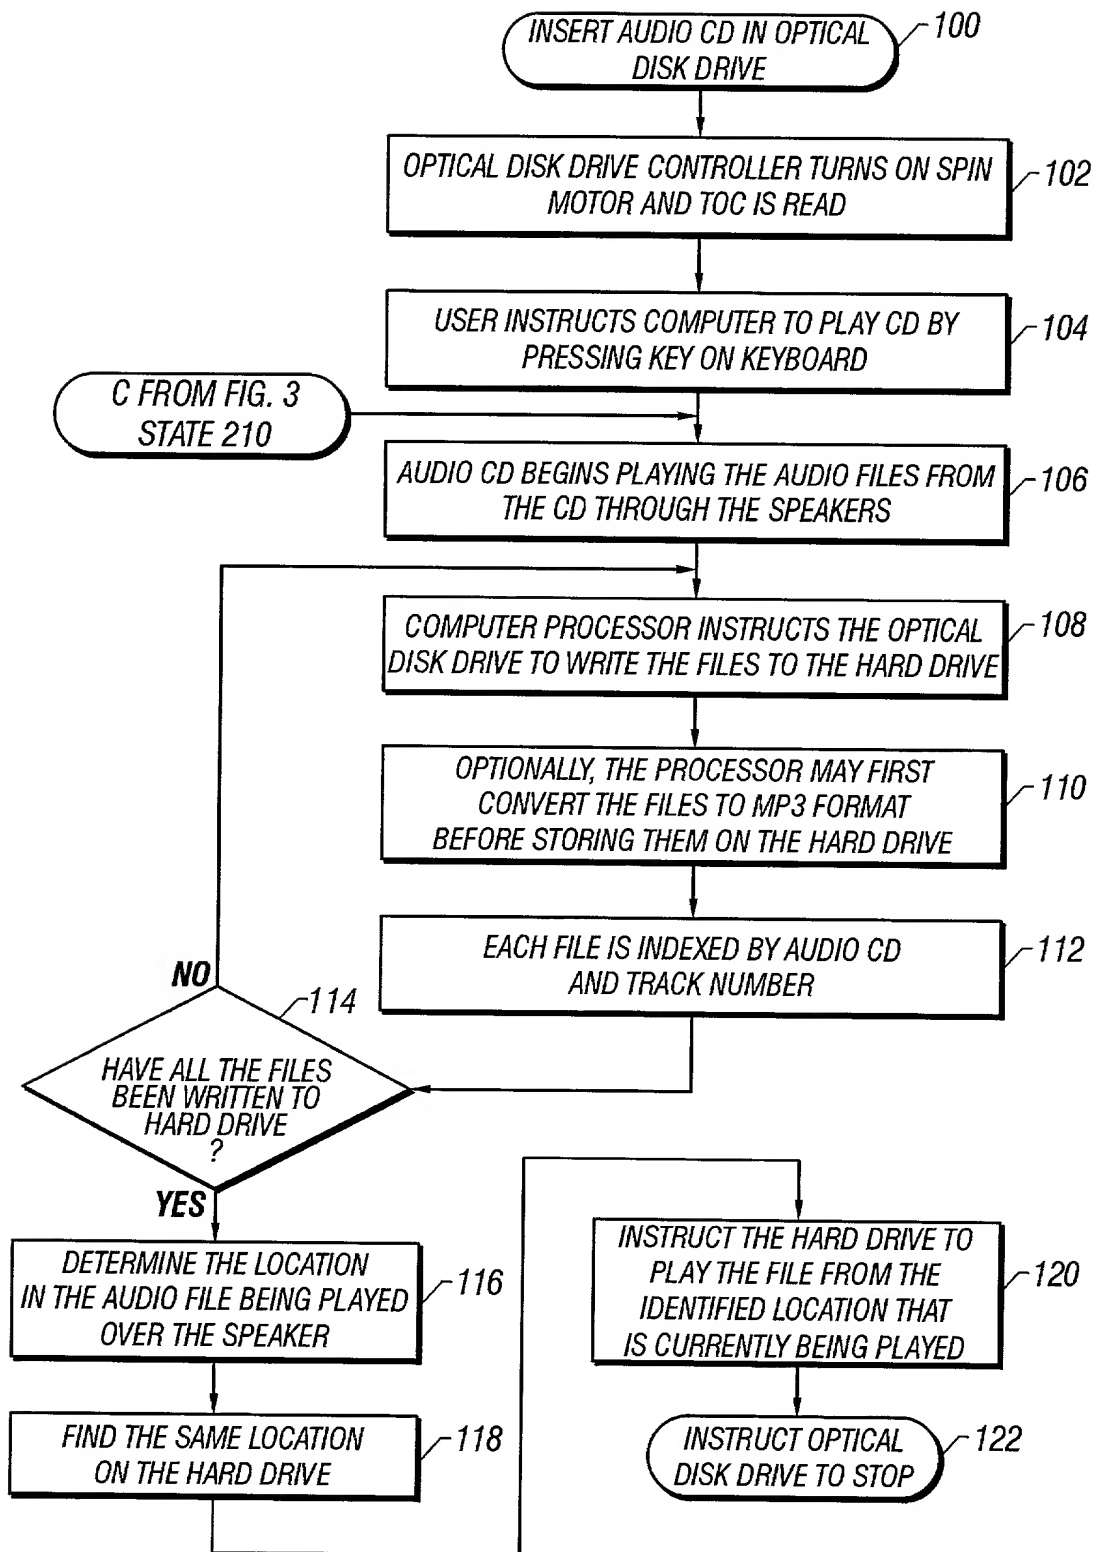 INSERT AUDIO CD IN OPTICAL
DISK DRIVE
100
OPTICAL DISK DRIVE CONTROLLER TURNS ON SPIN
MOTOR AND TOC IS READ
102
USER INSTRUCTS COMPUTER TO PLAY CD BY
PRESSING KEY ON KEYBOARD
104
C FROM FIG. 3
STATE 210
AUDIO CD BEGINS PLAYING THE AUDIO FILES FROM
THE CD THROUGH THE SPEAKERS
106
COMPUTER PROCESSOR INSTRUCTS THE OPTICAL
DISK DRIVE TO WRITE THE FILES TO THE HARD DRIVE
108
OPTIONALLY, THE PROCESSOR MAY FIRST
CONVERT THE FILES TO MP3 FORMAT
BEFORE STORING THEM ON THE HARD DRIVE
110
EACH FILE IS INDEXED BY AUDIO CD
AND TRACK NUMBER
112
NO
114
HAVE ALL THE FILES
BEEN WRITTEN TO
HARD DRIVE
?
YES
DETERMINE THE LOCATION
IN THE AUDIO FILE BEING PLAYED
OVER THE SPEAKER
116
FIND THE SAME LOCATION
ON THE HARD DRIVE
118
INSTRUCT THE HARD DRIVE TO
PLAY THE FILE FROM THE
IDENTIFIED LOCATION THAT
IS CURRENTLY BEING PLAYED
120
INSTRUCT OPTICAL
DISK DRIVE TO STOP
122